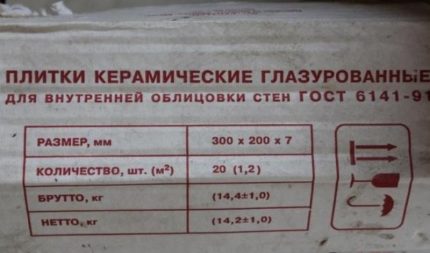 ПЛИТКИ КЕРАМИЧЕСКИЕ ГЛАЗУРОВАННЫЕ
ДЛЯ ВНУТРЕННЕЙ ОБЛИЦОВКИ СТЕН ГОСТ 6141-91
РАЗМЕР, мм 300 х 200 х 7
КОЛИЧЕСТВО, шт. (м²) 20 (1,2)
БРУТТО, кг (14,4±1,0)
НЕТТО, кг (14,2±1,0)